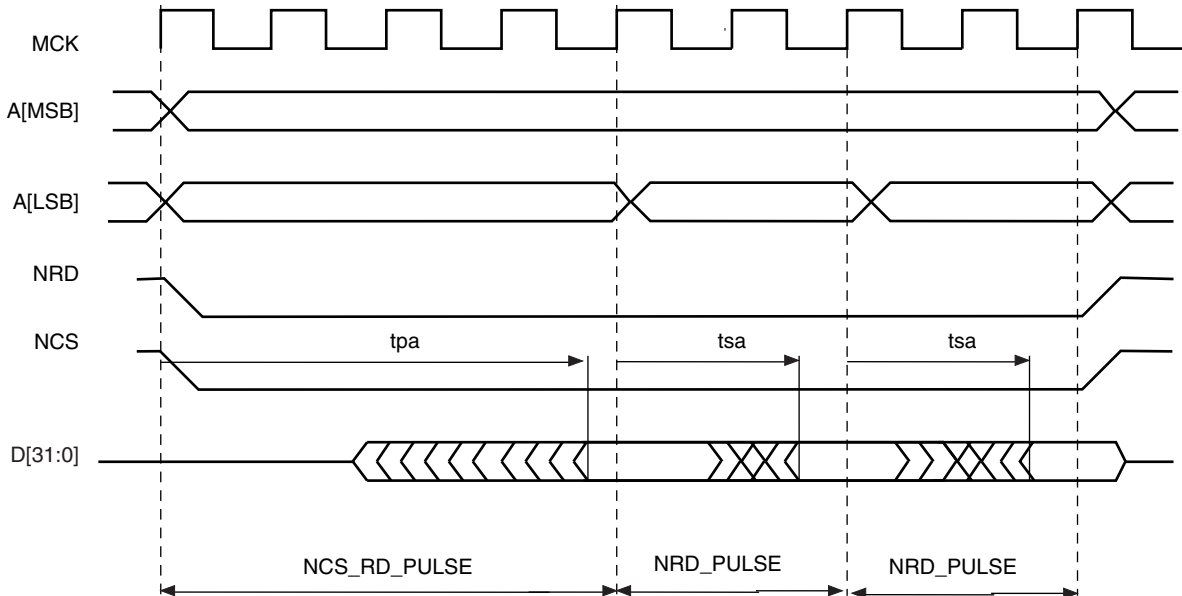 MCK
A[MSB]
A[LSB]
NRD
NCS
tpa
tsa
tsa
D[31:0]
NCS_RD_PULSE
NRD_PULSE
NRD_PULSE